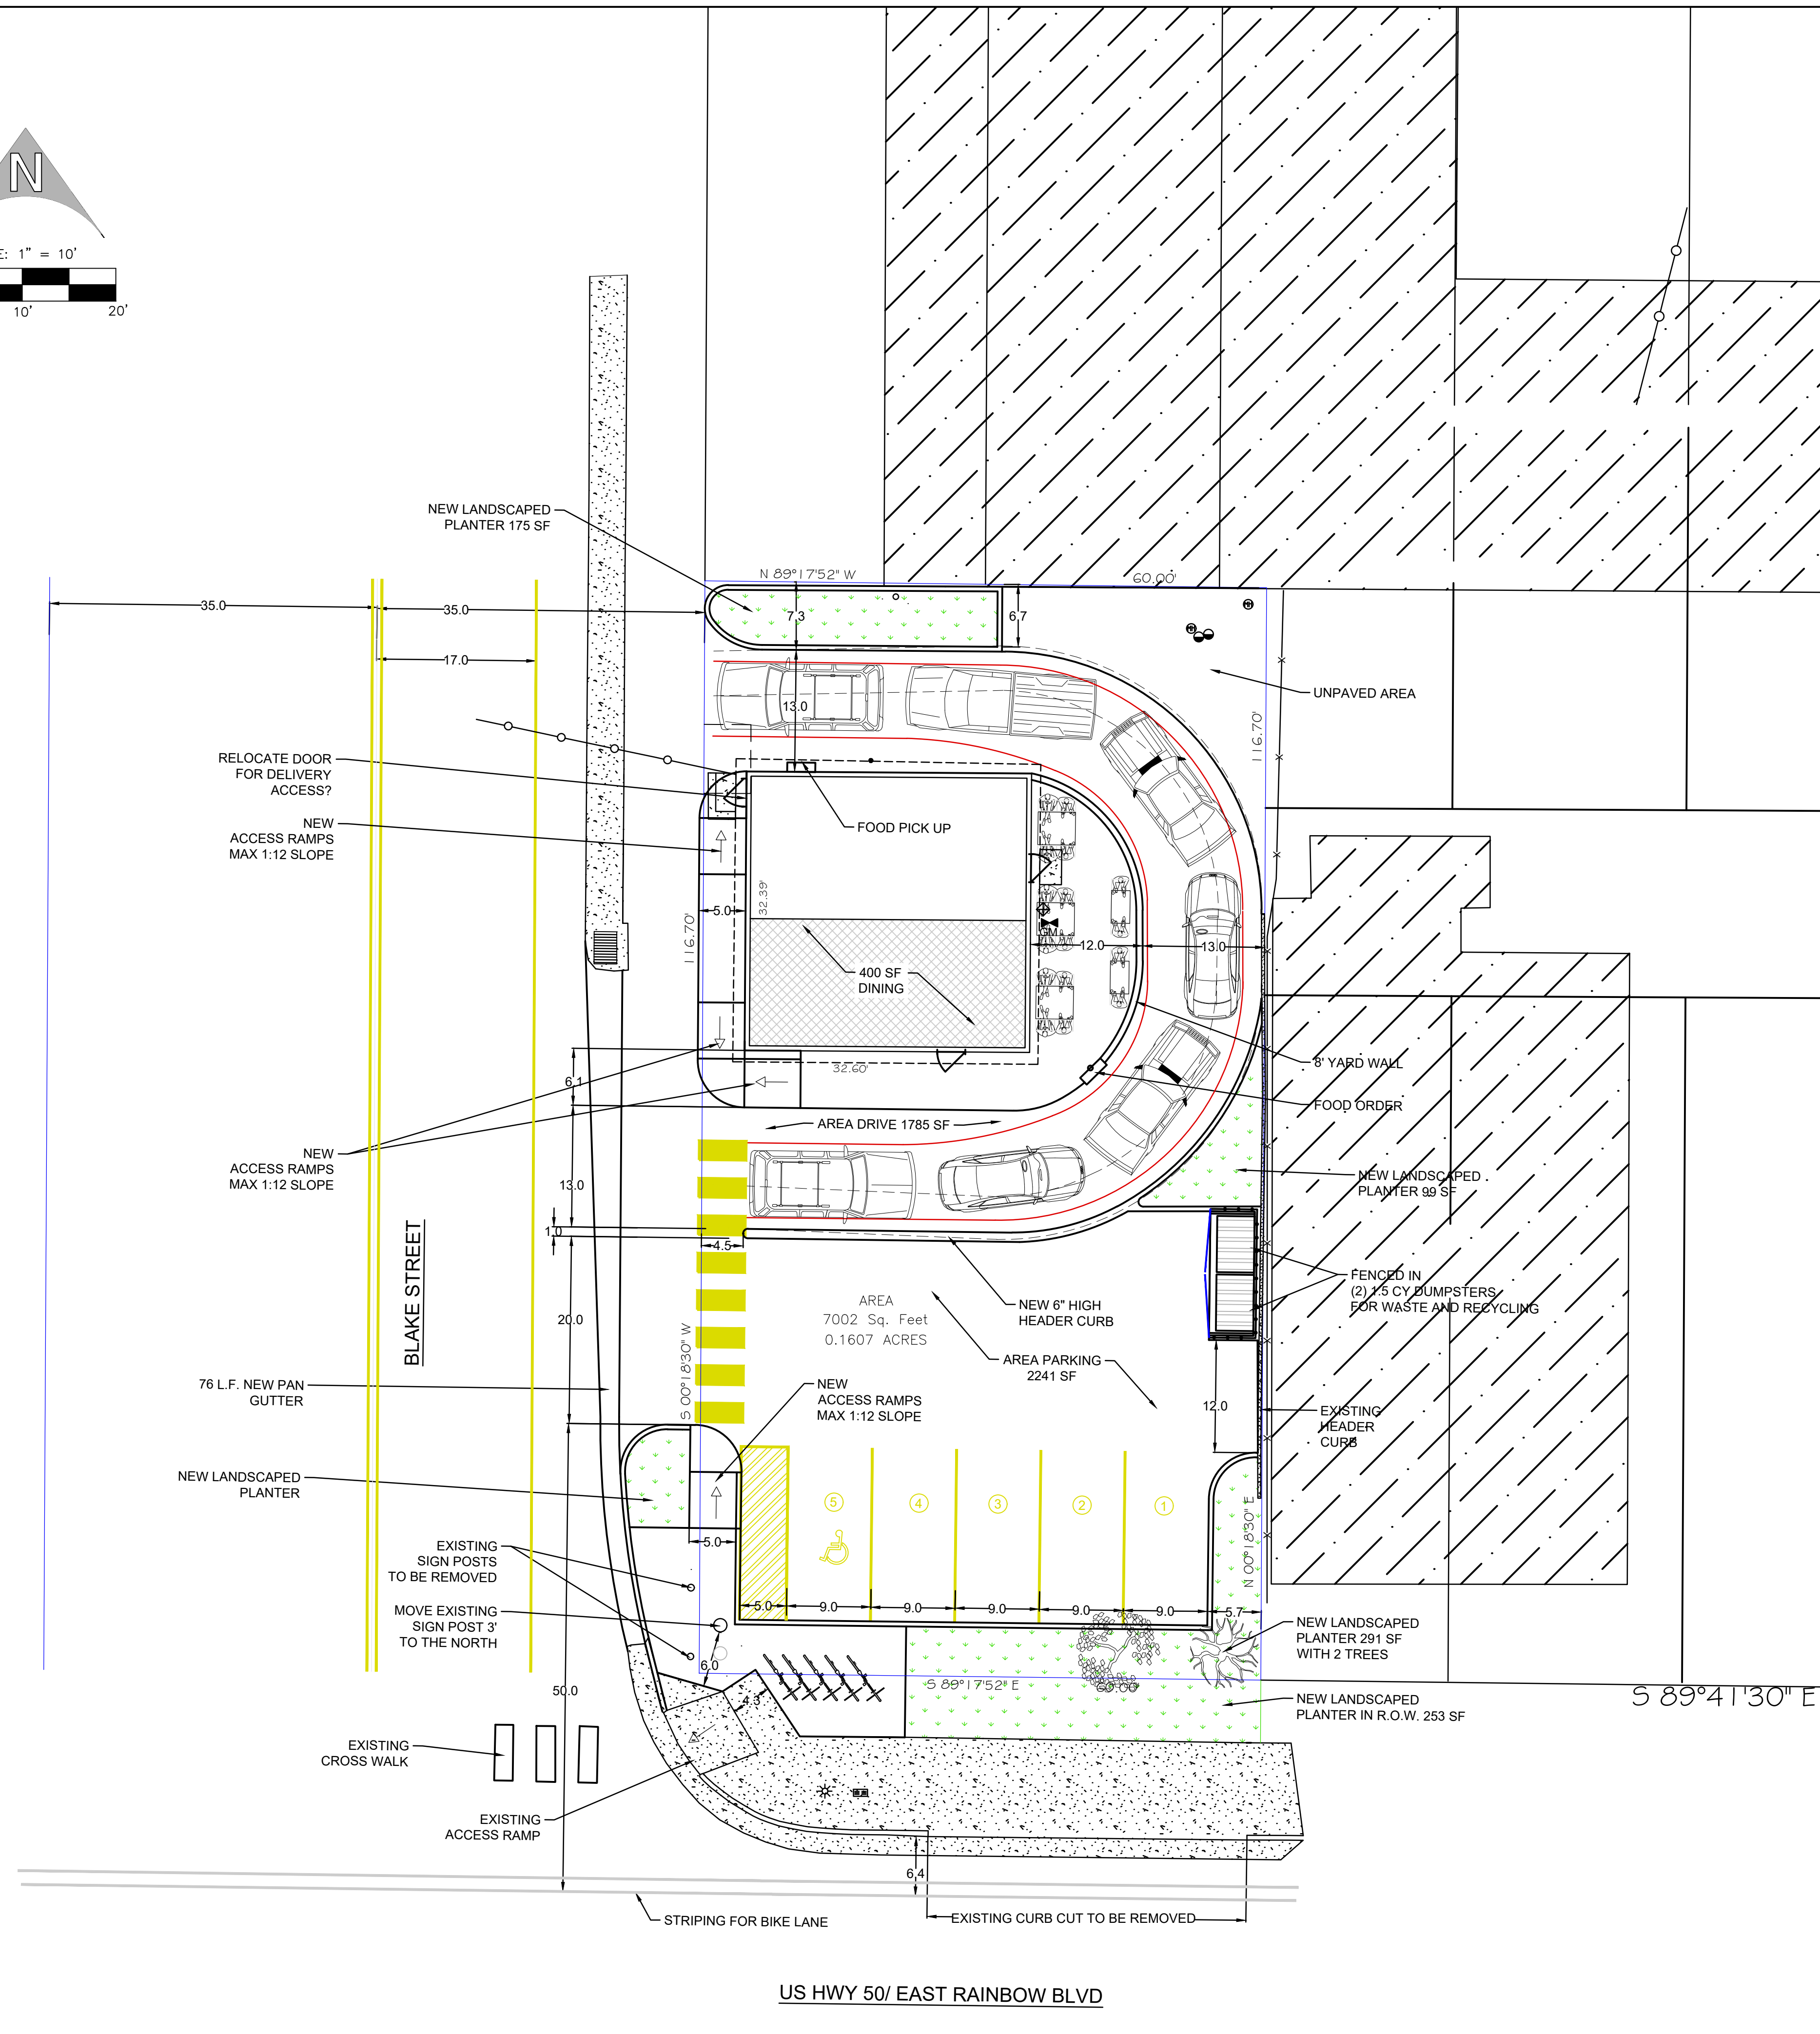 N
E: 1" = 10'
10'
20'
NEW LANDSCAPED
PLANTER 175 SF
N 89°17'52" W
60.00'
35.0
35.0
17.0
7.3
6.7
13.0
UNPAVED AREA
116.70'
RELOCATE DOOR
FOR DELIVERY
ACCESS?
NEW
ACCESS RAMPS
MAX 1:12 SLOPE
FOOD PICK UP
5.0
32.39'
116.70'
GM
12.0
13.0
400 SF
DINING
32.60'
6.1
8' YARD WALL
FOOD ORDER
AREA DRIVE 1785 SF
NEW
ACCESS RAMPS
MAX 1:12 SLOPE
13.0
NEW LANDSCAPED
PLANTER 99 SF
1.0
4.5
BLAKE STREET
FENCED IN
(2) 1.5 CY DUMPSTERS
FOR WASTE AND RECYCLING
AREA
7002 Sq. Feet
0.1607 ACRES
NEW 6" HIGH
HEADER CURB
20.0
S 00°18'30" W
AREA PARKING
2241 SF
76 L.F. NEW PAN
GUTTER
NEW
ACCESS RAMPS
MAX 1:12 SLOPE
12.0
EXISTING
HEADER
CURB
NEW LANDSCAPED
PLANTER
5
4
3
2
1
N 00°18'30" E
5.0
EXISTING
SIGN POSTS
TO BE REMOVED
5.0
9.0
9.0
9.0
9.0
9.0
5.7
MOVE EXISTING
SIGN POST 3'
TO THE NORTH
NEW LANDSCAPED
PLANTER 291 SF
WITH 2 TREES
6.0
50.0
4.3
S 89°17'52" E
60.00'
NEW LANDSCAPED
PLANTER IN R.O.W. 253 SF
S 89°41'30" E
EXISTING
CROSS WALK
EXISTING
ACCESS RAMP
6.4
STRIPING FOR BIKE LANE
EXISTING CURB CUT TO BE REMOVED
US HWY 50/ EAST RAINBOW BLVD